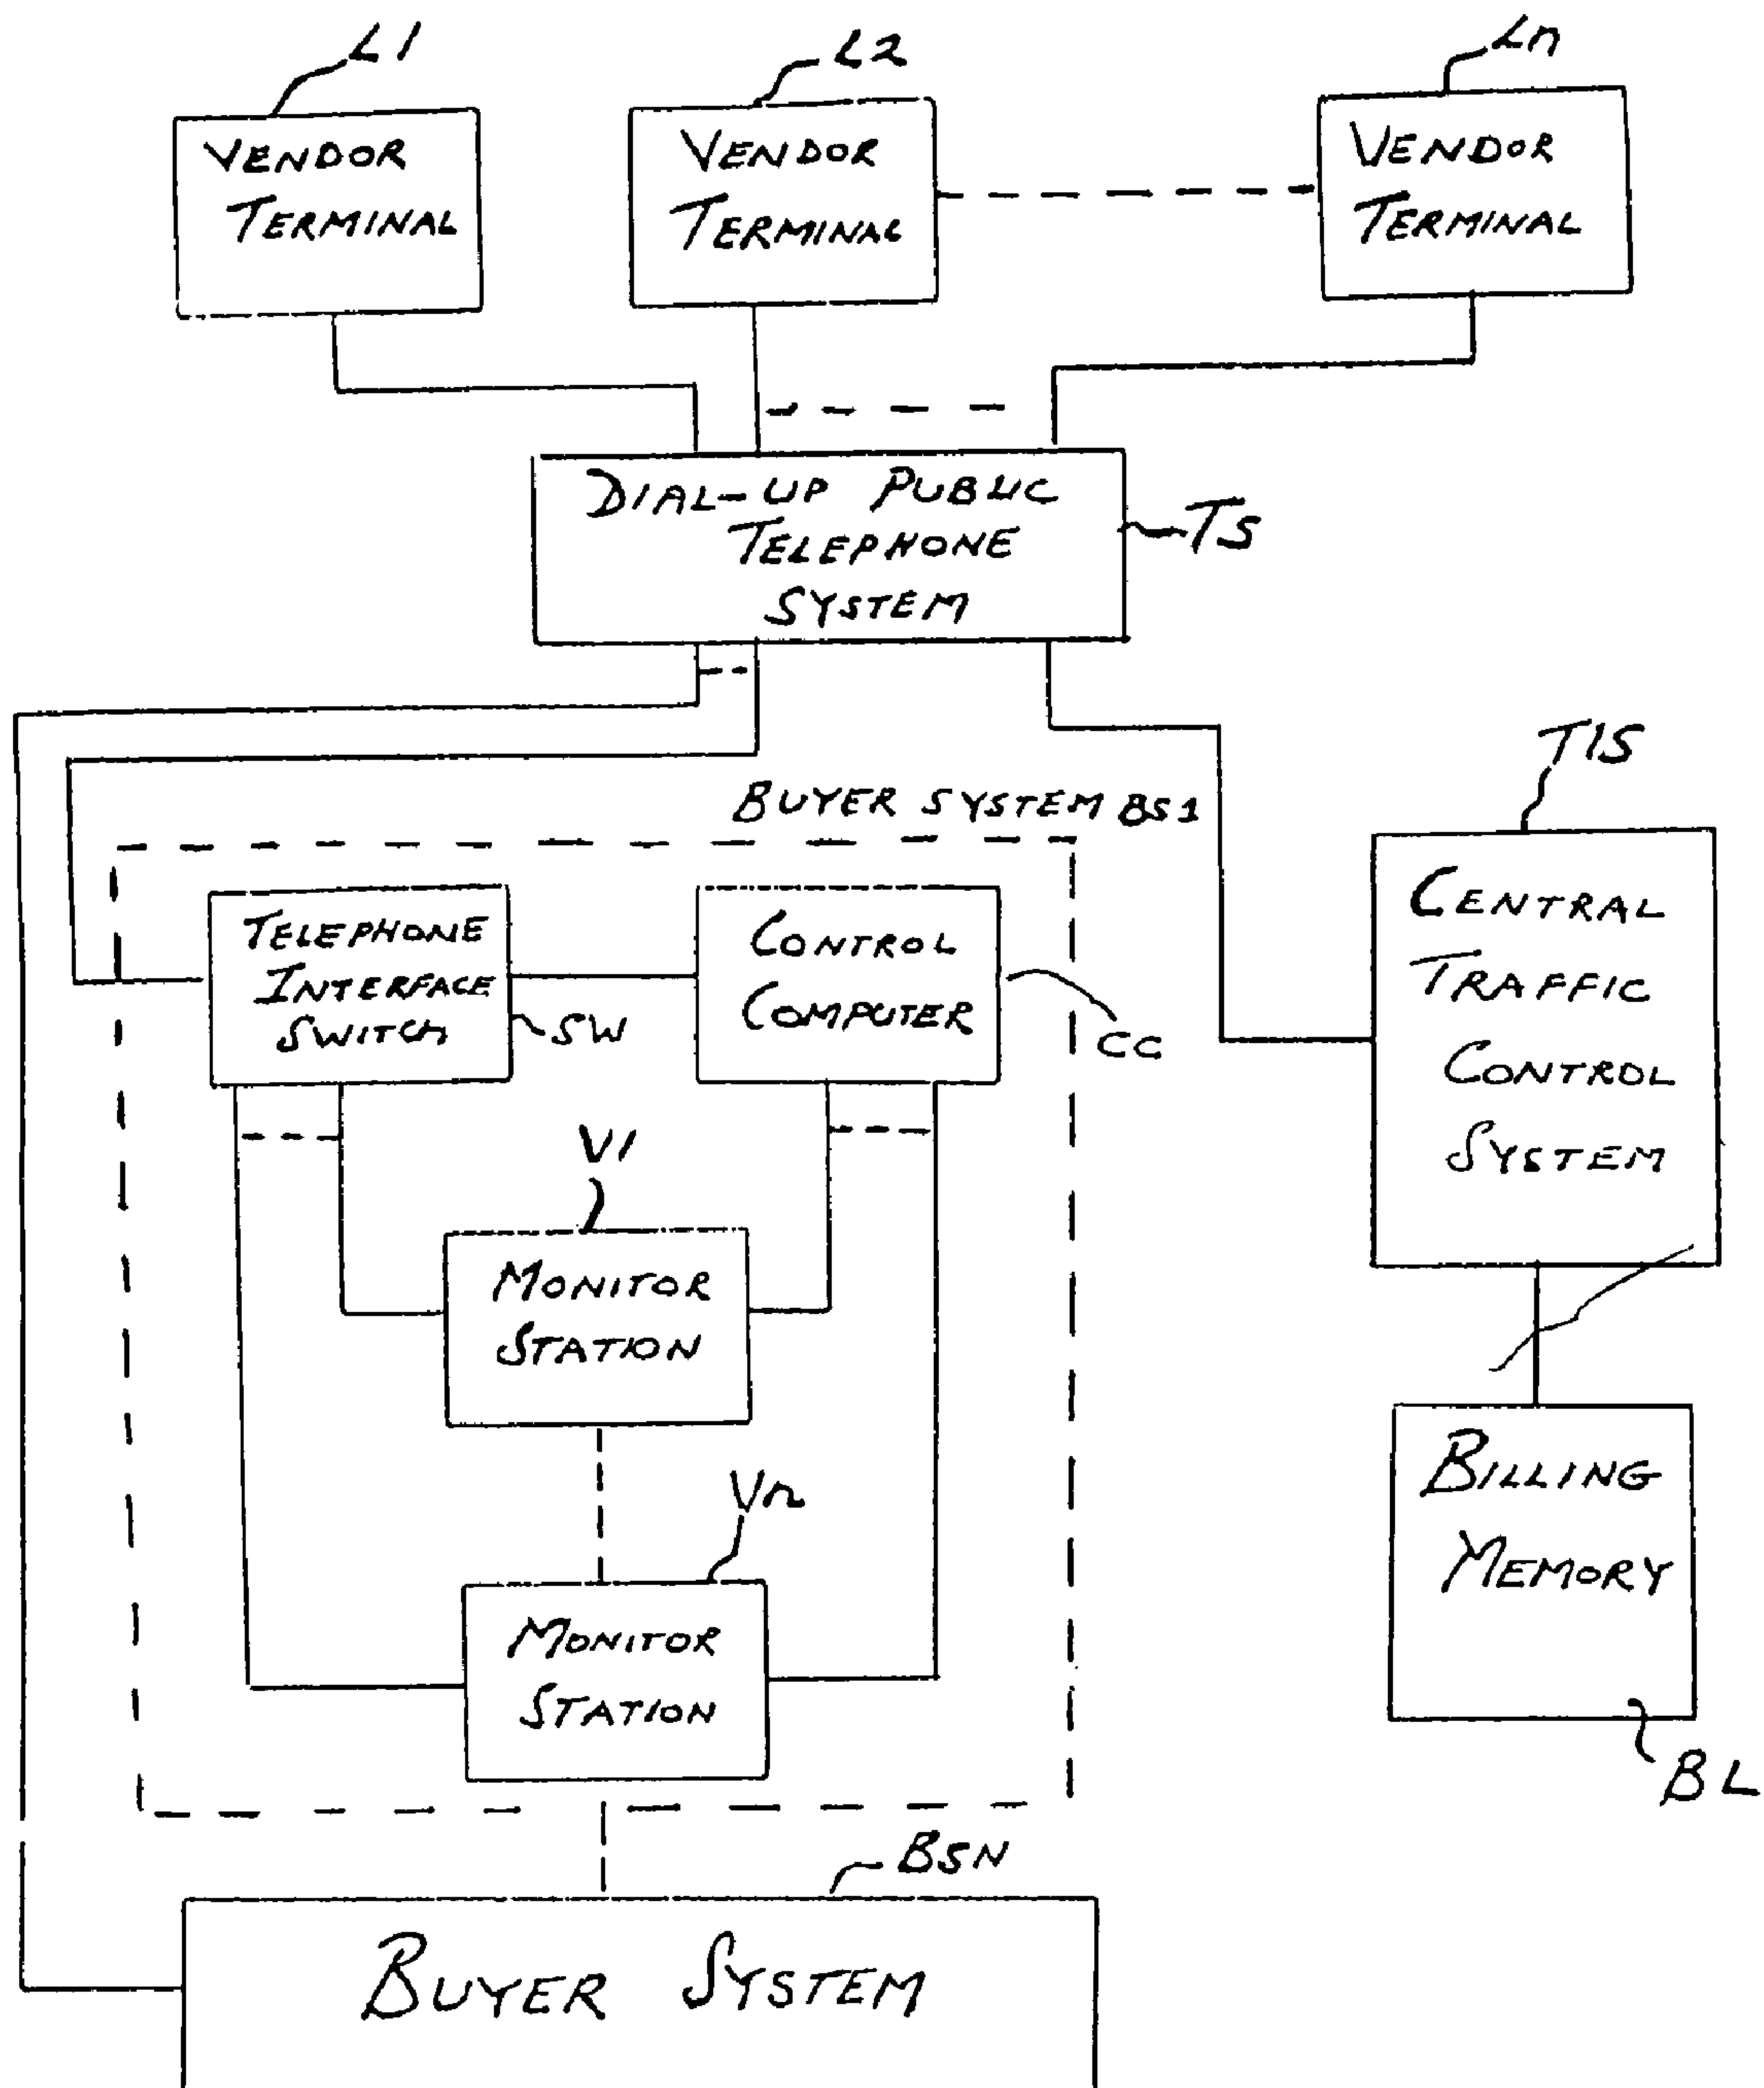 L1
L2
Ln
VENDOR
TERMINAL
VENDOR
TERMINAL
VENDOR
TERMINAL
DIAL-UP PUBLIC
TELEPHONE
SYSTEM
TS
BUYER SYSTEM BS1
TIS
TELEPHONE
INTERFACE
SWITCH
SW
CONTROL
COMPUTER
CC
CENTRAL
TRAFFIC
CONTROL
SYSTEM
V1
MONITOR
STATION
Vn
MONITOR
STATION
BILLING
MEMORY
BL
BSN
BUYER SYSTEM